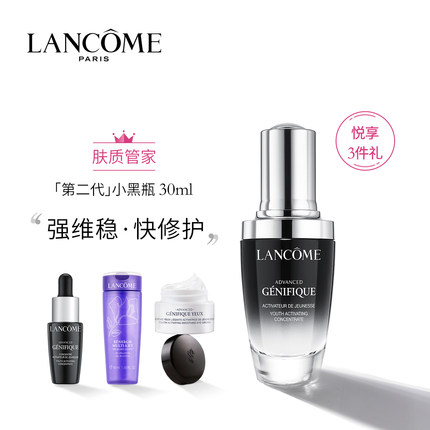 LANCÔME
PARIS
肤质管家
「第二代」小黑瓶 30ml
“强维稳·快修护”
悦享
3件礼
LANCÔME
ADVANCED
GÉNIFIQUE
ACTIVATEUR DE JEUNESSE
YOUTH ACTIVATING
CONCENTRATE
LANCÔME
GÉNIFIQUE
LANCÔME
GÉNIFIQUE YEUX